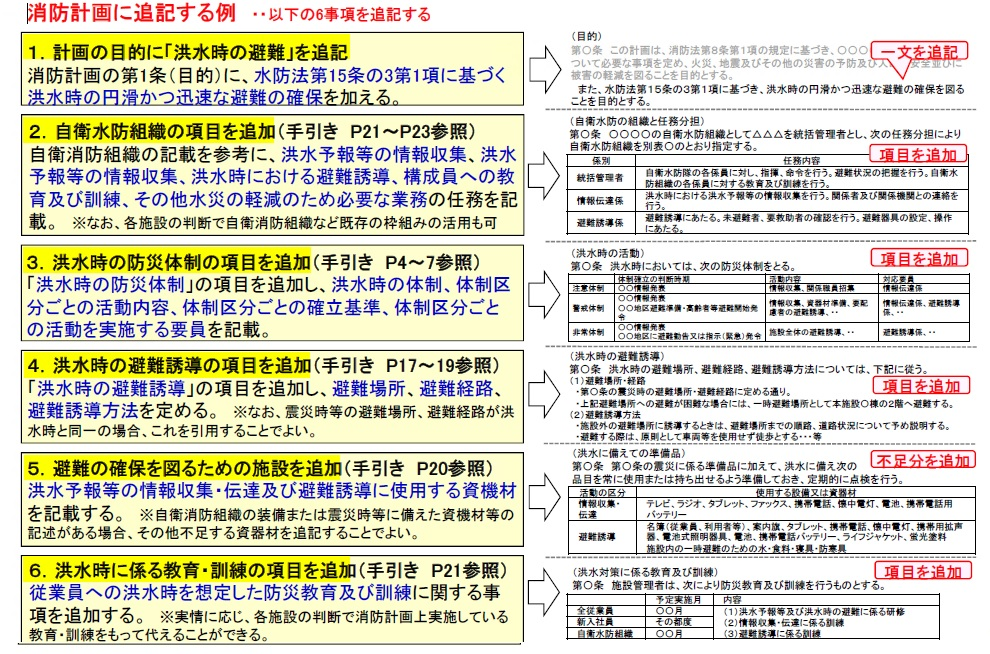 消防計画に追記する例 ‥以下の6事項を追記する
1. 計画の目的に「洪水時の避難」を追記
消防計画の第1条(目的)に、水防法第15条の3第1項に基づく
洪水時の円滑かつ迅速な避難の確保を加える。
(目的)
第○条 この計画は、消防法第8条第1項の規定に基づき、○○○
ついて必要な事項を定め、火災、地震及びその他の災害の予防及び人 安全並びに
被害の軽減を図ることを目的とする。
一文を追記
また、水防法第15条の3第1項に基づき、洪水時の円滑かつ迅速な避難の確保を図る
ことを目的とする。
2. 自衛水防組織の項目を追加(手引き P21~P23参照)
自衛消防組織の記載を参考に、洪水予報等の情報収集、洪水
予報等の情報収集、洪水時における避難誘導、構成員への教
育及び訓練、その他水災の軽減のため必要な業務の任務を記
載。 ※なお、各施設の判断で自衛消防組織など既存の枠組みの活用も可
(自衛水防の組織と任務分担)
第○条 ○○○○の自衛水防組織として△△△を統括管理者とし、次の任務分担により
自衛水防組織を別表○のとおり指定する。
項目を追加
係別 任務内容
統括管理者 自衛水防隊の各係員に対し、指揮、命令を行う。避難状況の把握を行う。自衛水
防組織の各係員に対する教育及び訓練を行う。
情報伝達係 洪水時における洪水予報等の情報収集を行う。関係者及び関係機関との連絡を
行う。
避難誘導係 避難誘導にあたる。未避難者、要救助者の確認を行う。避難器具の設定、操作
にあたる。
3. 洪水時の防災体制の項目を追加(手引き P4~7参照)
「洪水時の防災体制」の項目を追加し、洪水時の体制、体制区
分ごとの活動内容、体制区分ごとの確立基準、体制区分ごと
の活動を実施する要員を記載。
(洪水時の活動)
第○条 洪水時においては、次の防災体制をとる。
項目を追加
体制確立の判断時期 活動内容 対応要員
注意体制 ○○情報発表 情報収集、関係職員招集 情報伝達係
警戒体制 ○○情報発表
○○地区避難準備・高齢者等避難開始発
令 情報収集、資器材準備、要配
慮者の避難誘導、‥ 情報伝達係、避難誘導
係、‥
非常体制 ○○情報発表
○○地区に避難勧告又は指示(緊急)発令 施設全体の避難誘導、‥ 避難誘導係、‥
4. 洪水時の避難誘導の項目を追加(手引き P17~19参照)
「洪水時の避難誘導」の項目を追加し、避難場所、避難経路、
避難誘導方法を定める。 ※なお、震災時等の避難場所、避難経路が洪
水時と同一の場合、これを引用することでよい。
(洪水時の避難誘導)
第○条 洪水時の避難場所、避難経路、避難誘導方法については、下記に従う。
(1)避難場所・経路
・第○条の震災時の避難場所・避難経路に定める通り。
・上記避難場所への避難が困難な場合には、一時避難場所として本施設○棟の2階へ避難する。
項目を追加
(2)避難誘導方法
・施設外の避難場所に誘導するときは、避難場所までの順路、道路状況について予め説明する。
・避難する際は、原則として車両等を使用せず徒歩とする・・・等
5. 避難の確保を図るための施設を追加(手引き P20参照)
洪水予報等の情報収集・伝達及び避難誘導に使用する資機材
を記載する。 ※自衛消防組織の装備または震災時等に備えた資機材等の
記述がある場合、その他不足する資器材を追記することでよい。
(洪水に備えての準備品)
第○条 第○条の震災に係る準備品に加えて、洪水に備え次の
品目を常に使用または持ち出せるよう準備しておき、定期的に点検を行う。
不足分を追加
活動の区分 使用する設備又は資器材
情報収集・
伝達 テレビ、ラジオ、タブレット、ファックス、携帯電話、懐中電灯、電池、携帯電話用
バッテリー
避難誘導 名簿(従業員、利用者等)、案内旗、タブレット、携帯電話、懐中電灯、携帯用拡声
器、電池式照明器具、電池、携帯電話バッテリー、ライフジャケット、蛍光塗料
施設内の一時避難のための水・食料・寝具・防寒具
6. 洪水時に係る教育・訓練の項目を追加(手引き P21参照)
従業員への洪水時を想定した防災教育及び訓練に関する事
項を追加する。 ※実情に応じ、各施設の判断で消防計画上実施している
教育・訓練をもって代えることができる。
(洪水対策に係る教育及び訓練)
第○条 施設管理者は、次により防災教育及び訓練を行うものとする。
項目を追加
予定実施月 内容
全従業員 ○○月 (1)洪水予報等及び洪水時の避難に係る研修
新入社員 その都度 (2)情報収集・伝達に係る訓練
自衛水防組織 ○○月 (3)避難誘導に係る訓練